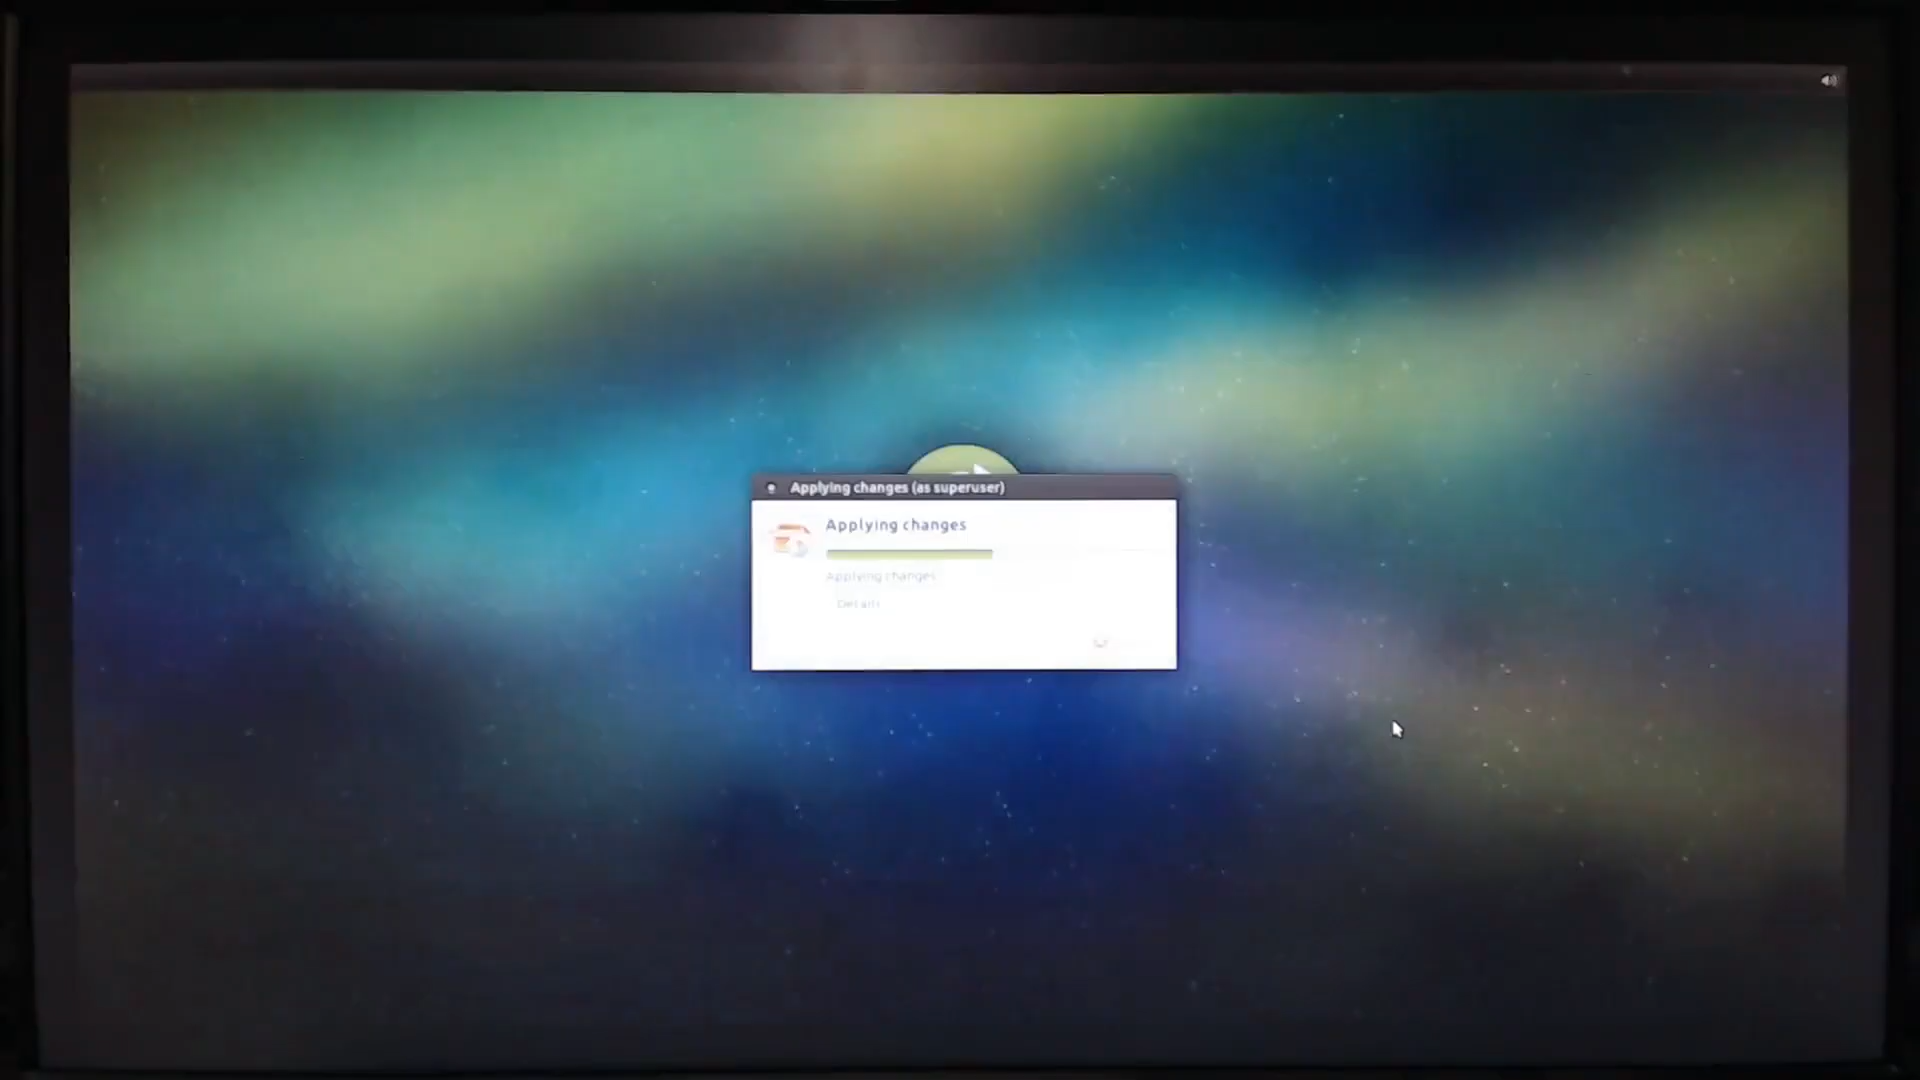 Applying changes (as superuser)
Applying changes
Applying changes
Details